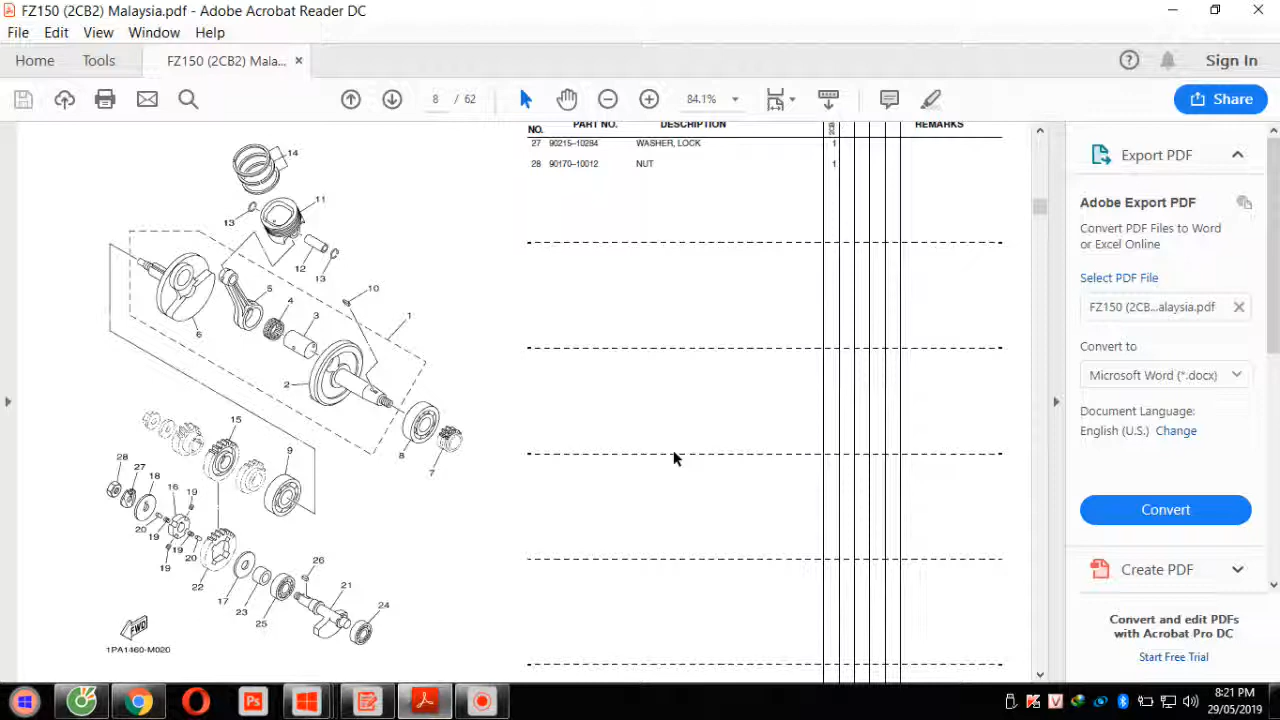 FZ150 (2CB2) Malaysia.pdf - Adobe Acrobat Reader DC
File Edit View Window Help
Home Tools FZ150 (2CB2) Mala... × Sign In
8 / 62 84.1% Share
NO. PART NO. DESCRIPTION 2CB REMARKS
27 90215-10284 WASHER, LOCK 1
28 90170-10012 NUT 1
14
11
13
12
13
10
5
4
3
1
6
2
15
8
7
9
28
27
18
16
19
20
19
19
20
19
22
17
23
25
26
21
24
FWD
1PA1460-M020
Export PDF
Adobe Export PDF
Convert PDF Files to Word
or Excel Online
Select PDF File
FZ150 (2CB...alaysia.pdf ×
Convert to
Microsoft Word (*.docx)
Document Language:
English (U.S.) Change
Convert
Create PDF
Convert and edit PDFs
with Acrobat Pro DC
Start Free Trial
Ps
8:21 PM
29/05/2019